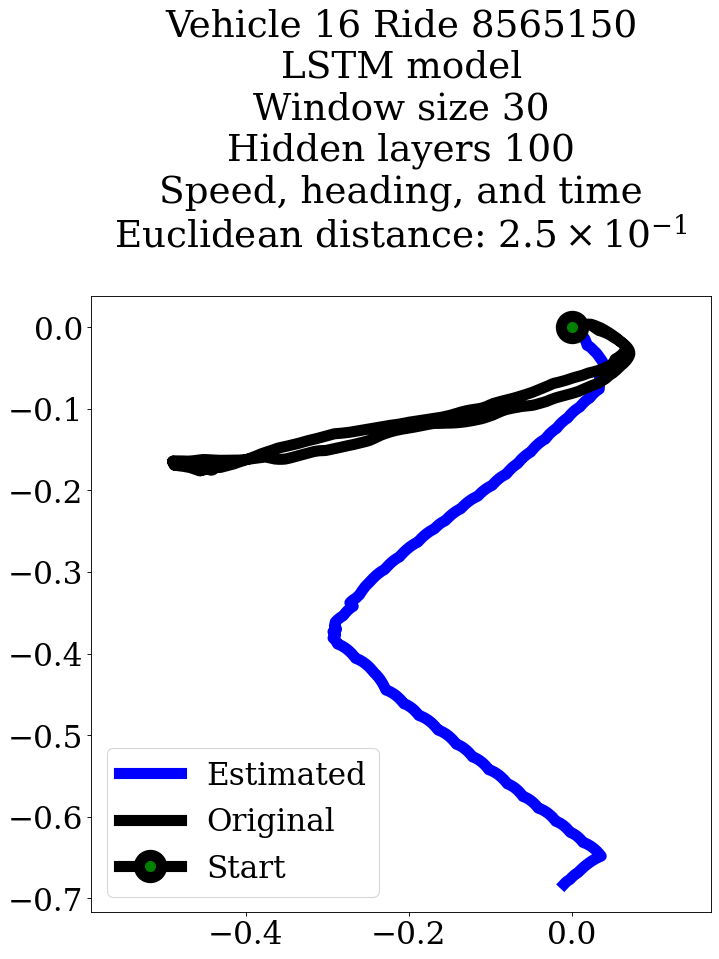 Vehicle 16 Ride 8565150
LSTM model
Window size 30
Hidden layers 100
Speed, heading, and time
Euclidean distance: 2.5 × 10⁻¹
0.0
−0.1
−0.2
−0.3
−0.4
−0.5
−0.6
−0.7
Estimated
Original
Start
−0.4 −0.2 0.0